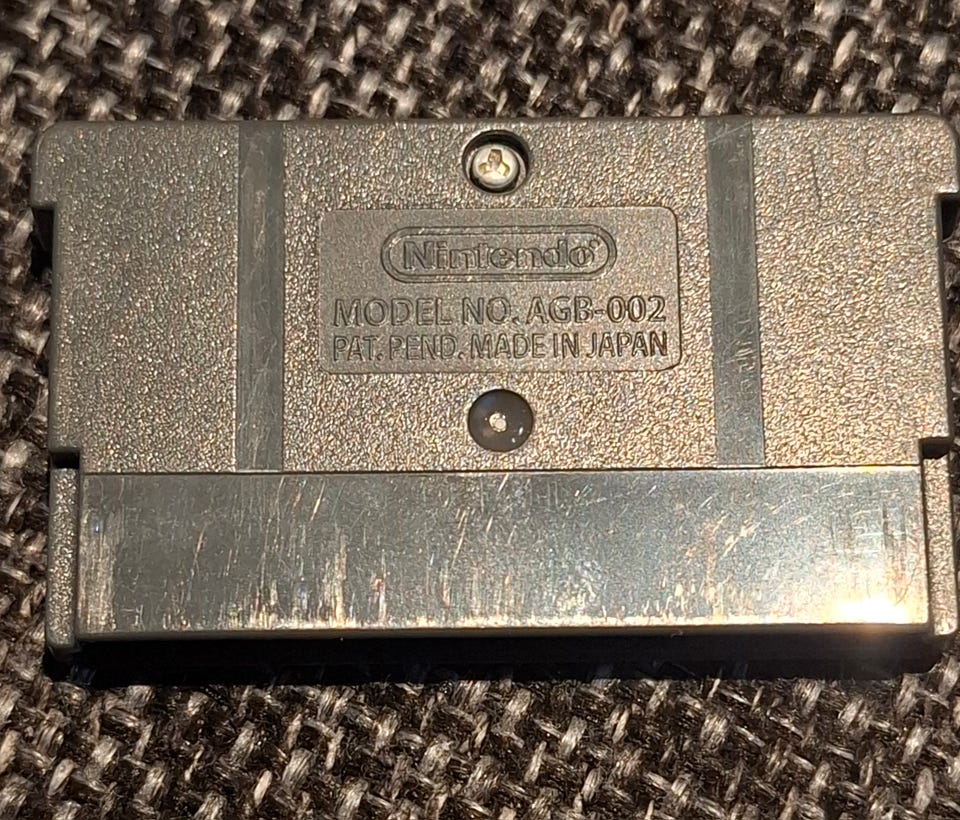 Nintendo®
MODEL NO. AGB-002
PAT. PEND. MADE IN JAPAN